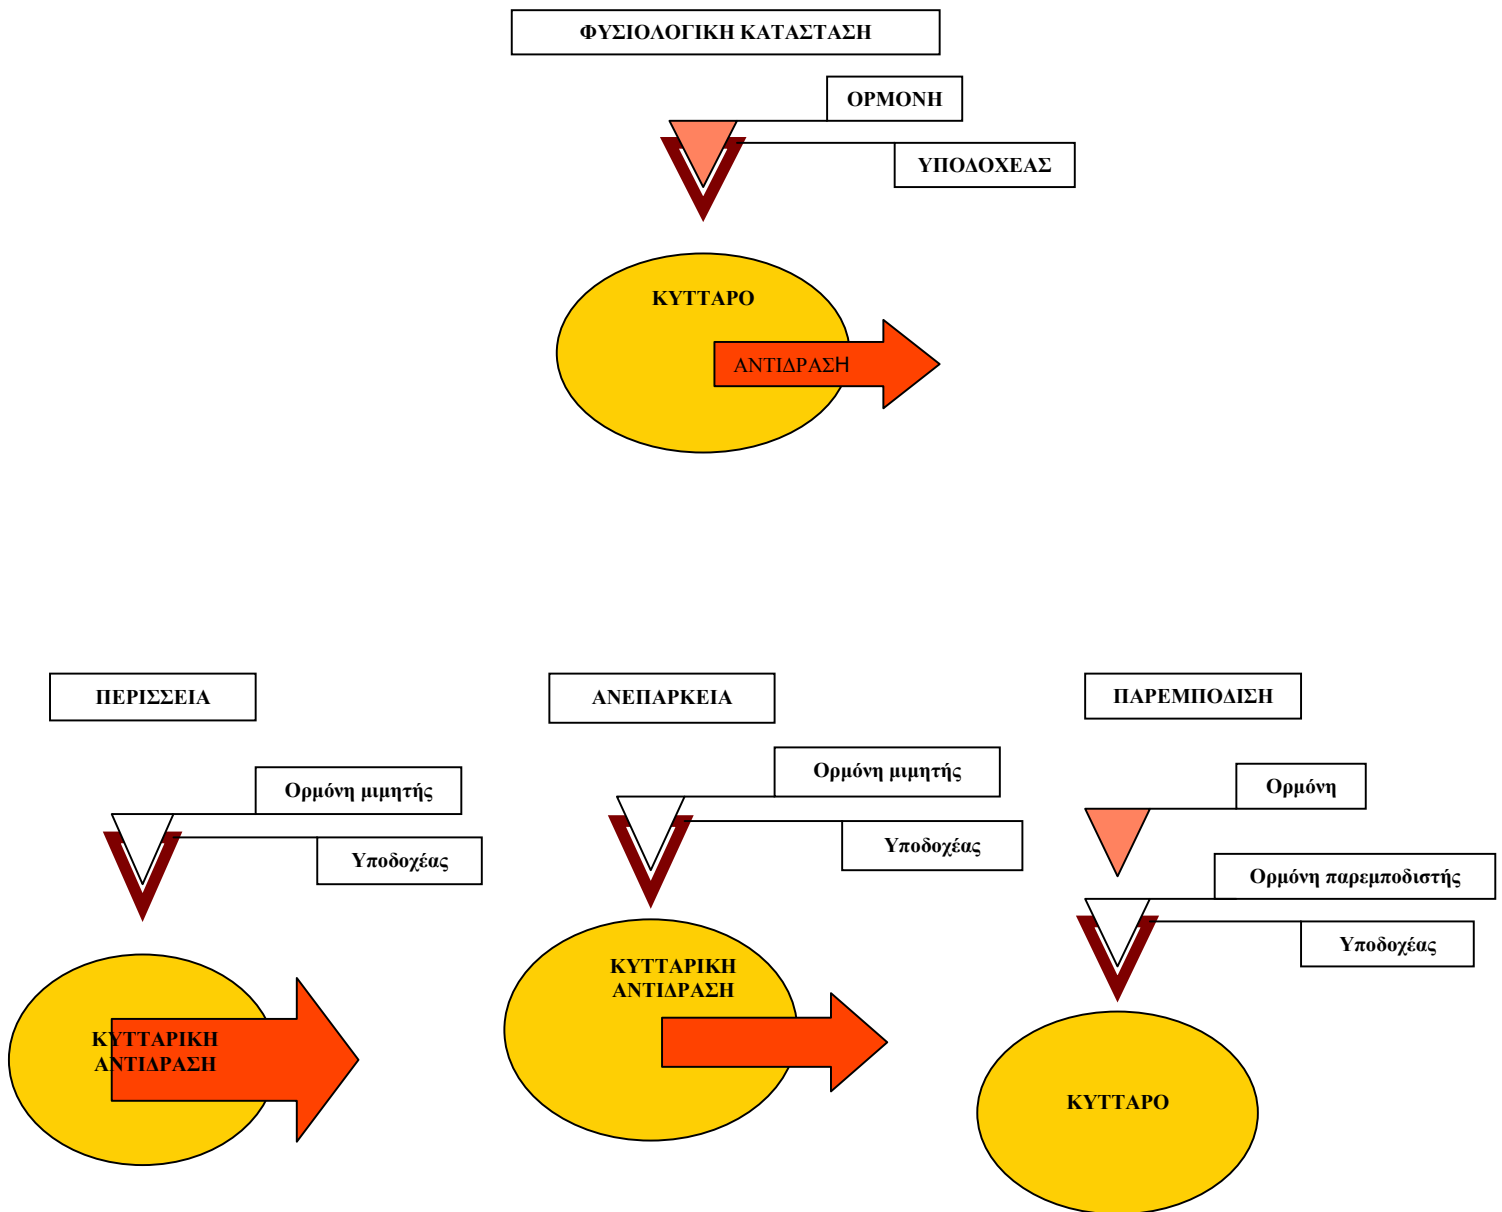 ΦΥΣΙΟΛΟΓΙΚΗ ΚΑΤΑΣΤΑΣΗ
ΟΡΜΟΝΗ
ΥΠΟΔΟΧΕΑΣ
ΚΥΤΤΑΡΟ
ΑΝΤΙΔΡΑΣΗ
ΠΕΡΙΣΣΕΙΑ
Ορμόνη μιμητής
Υποδοχέας
ΚΥΤΤΑΡΙΚΗ
ΑΝΤΙΔΡΑΣΗ
ΑΝΕΠΑΡΚΕΙΑ
Ορμόνη μιμητής
Υποδοχέας
ΚΥΤΤΑΡΙΚΗ
ΑΝΤΙΔΡΑΣΗ
ΠΑΡΕΜΠΟΔΙΣΗ
Ορμόνη
Ορμόνη παρεμποδιστής
Υποδοχέας
ΚΥΤΤΑΡΟ